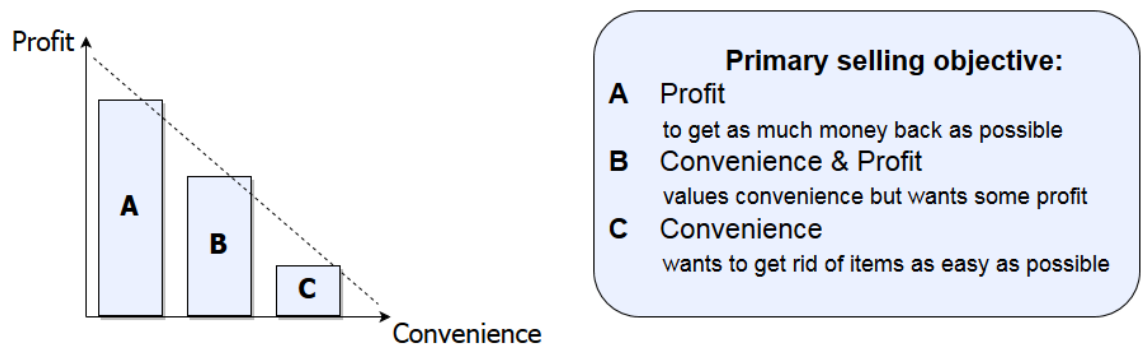 Profit
A
B
C
Convenience
Primary selling objective:
A Profit
to get as much money back as possible
B Convenience & Profit
values convenience but wants some profit
C Convenience
wants to get rid of items as easy as possible